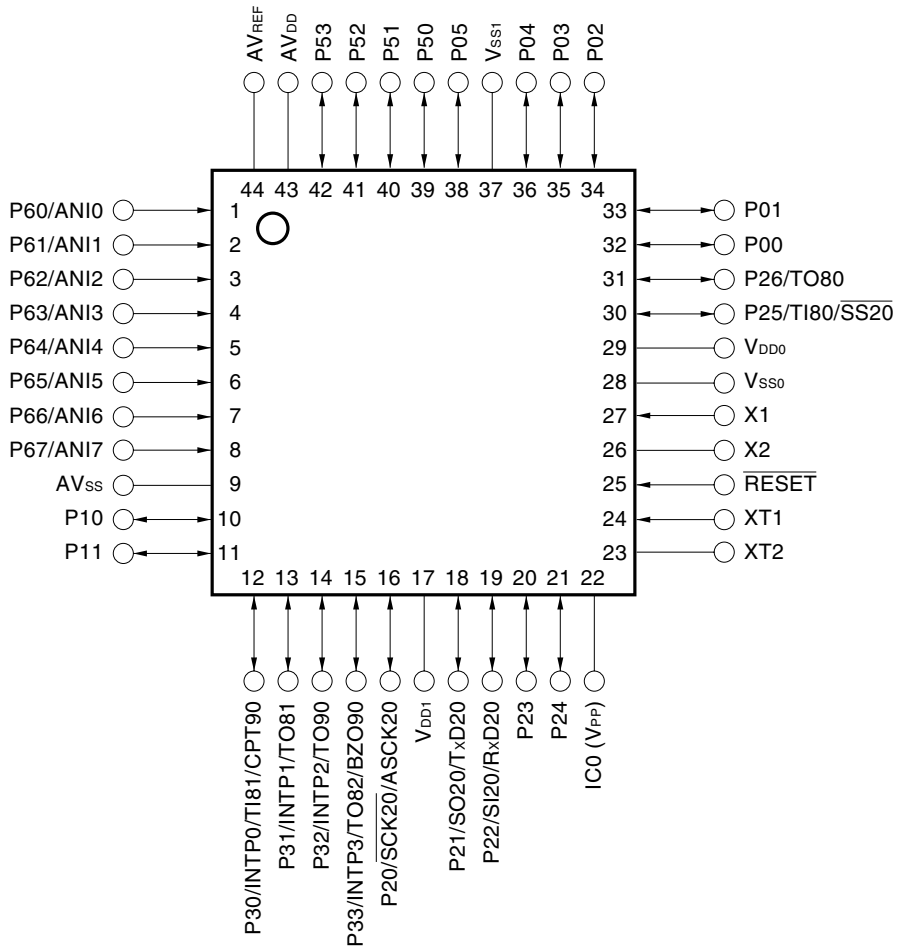 AVREF
AVDD
P53
P52
P51
P50
P05
VSS1
P04
P03
P02
44 43 42 41 40 39 38 37 36 35 34
P60/ANI0 1
P61/ANI1 2
P62/ANI2 3
P63/ANI3 4
P64/ANI4 5
P65/ANI5 6
P66/ANI6 7
P67/ANI7 8
AVSS 9
P10 10
P11 11
33 P01
32 P00
31 P26/TO80
30 P25/TI80/SS20
29 VDD0
28 VSS0
27 X1
26 X2
25 RESET
24 XT1
23 XT2
12 13 14 15 16 17 18 19 20 21 22
P30/INTP0/TI81/CPT90
P31/INTP1/TO81
P32/INTP2/TO90
P33/INTP3/TO82/BZO90
P20/SCK20/ASCK20
VDD1
P21/SO20/TxD20
P22/SI20/RxD20
P23
P24
IC0 (VPP)